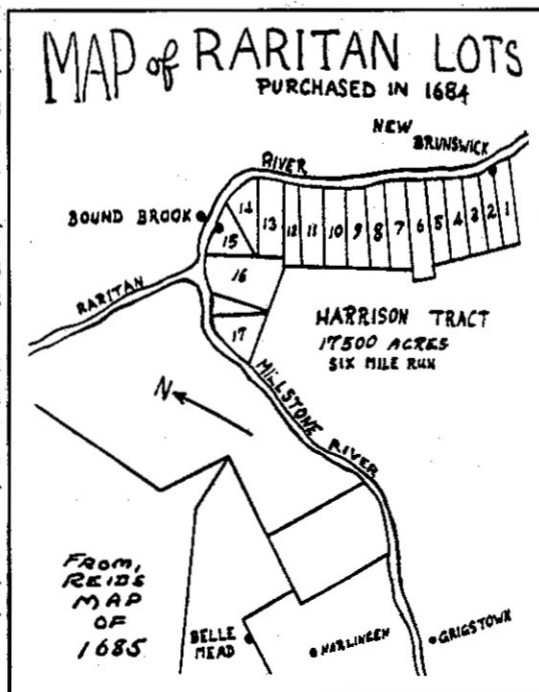 MAP of RARITAN LOTS
PURCHASED IN 1684
NEW
BRUNSWICK
RIVER
BOUND BROOK
14
13
12
11
10
9
8
7
6
5
4
3
2
1
15
16
RARITAN
17
HARRISON TRACT
17500 ACRES
SIX MILE RUN
N
MILLSTONE RIVER
FROM,
REIDS
MAP
OF
1685
BELLE
MEAD
HARLINGEN
GRIGSTOWN